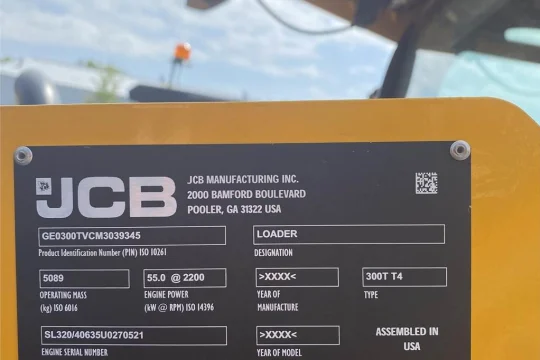 JCB
JCB MANUFACTURING INC.
2000 BAMFORD BOULEVARD
POOLER, GA 31322 USA
GE0300TVCM3039345
Product Identification Number (PIN) ISO 10261
LOADER
DESIGNATION
5089
OPERATING MASS
(kg) ISO 6016
55.0 @ 2200
ENGINE POWER
(kW @ RPM) ISO 14396
>XXXX<
YEAR OF
MANUFACTURE
300T T4
TYPE
SL320/40635U0270521
ENGINE SERIAL NUMBER
>XXXX<
YEAR OF MODEL
ASSEMBLED IN
USA